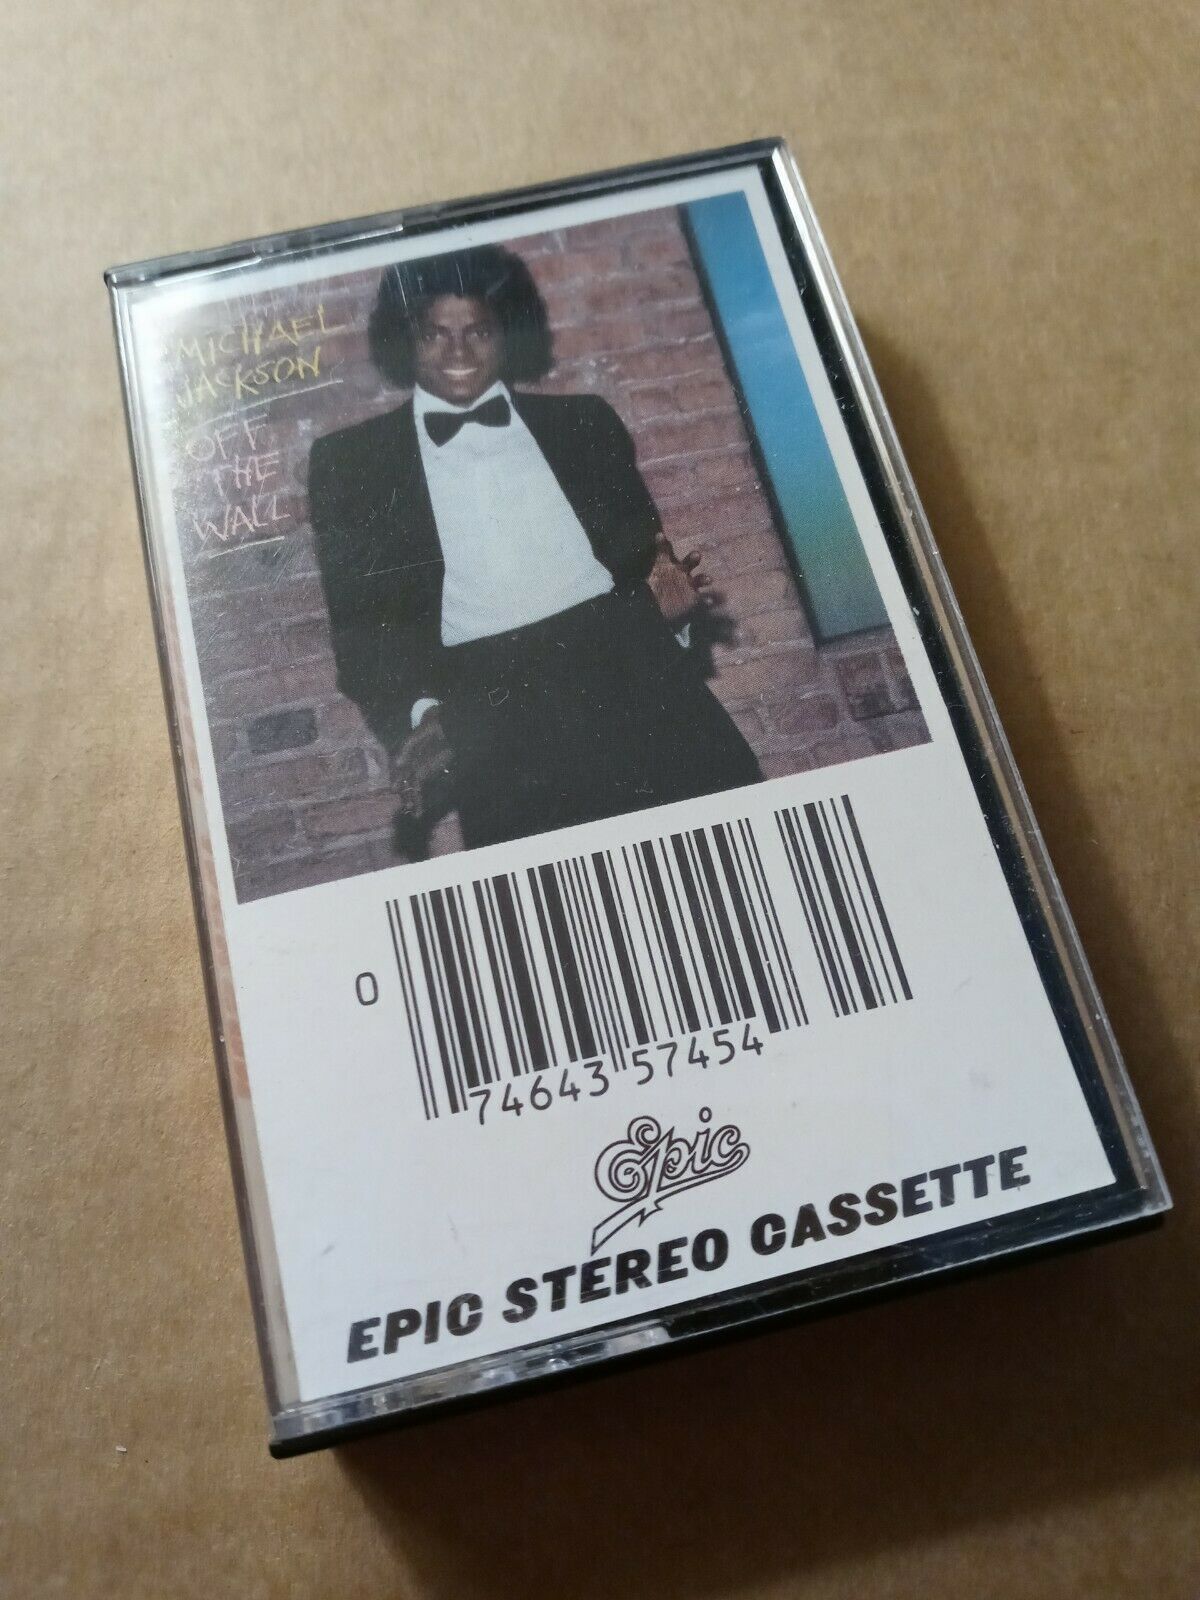 MICHAEL
JACKSON
OFF
THE
WALL
0
74643 57454
Epic
EPIC STEREO CASSETTE